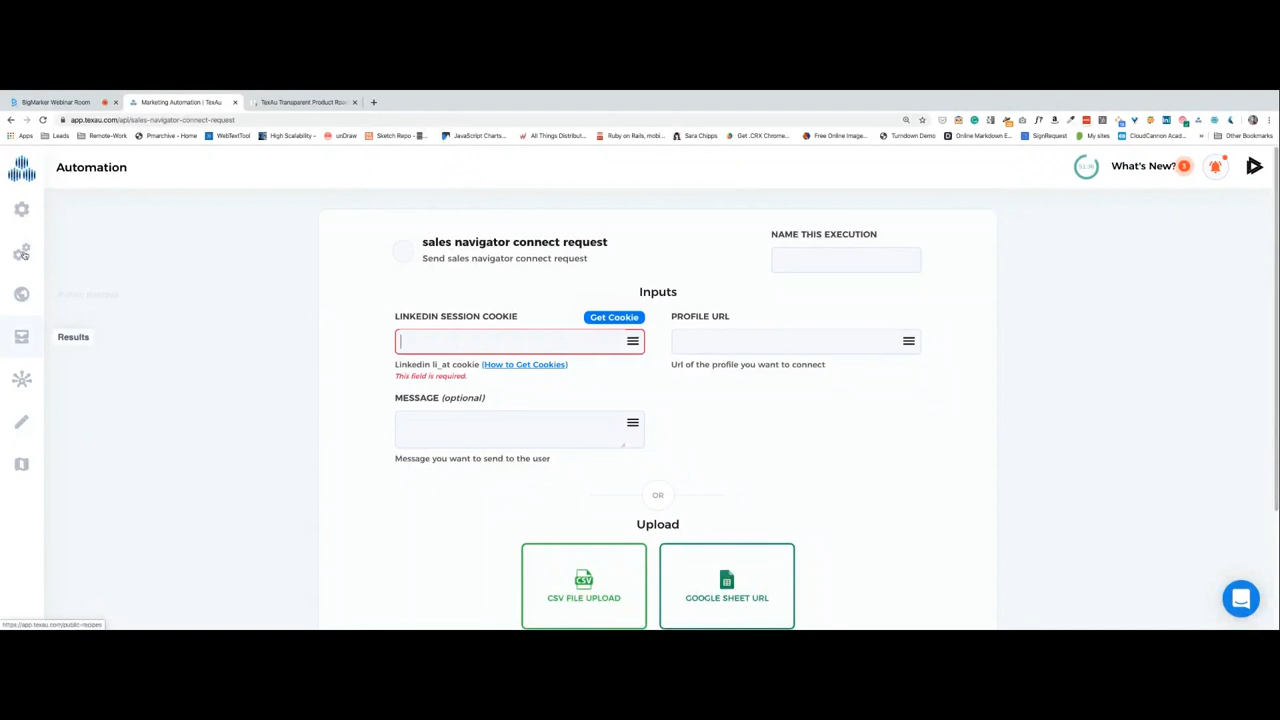 BigMarker Webinar Room
Marketing Automation | TexAu
TexAu Transparent Product Roa
app.texau.com/api/sales-navigator-connect-request
Apps
Leads
Remote-Work
Pmarchive - Home
WebTextTool
High Scalability -
unDraw
Sketch Repo -
JavaScript Charts...
All Things Distribut...
Ruby on Rails, mobi...
Sara Chipps
Get .CRX Chrome...
Free Online Image...
Turndown Demo
Online Markdown E...
SignRequest
My sites
CloudCannon Acad...
Other Bookmarks
Automation
What's New?
sales navigator connect request
Send sales navigator connect request
NAME THIS EXECUTION
Inputs
LINKEDIN SESSION COOKIE
Get Cookie
PROFILE URL
Linkedin li_at cookie (How to Get Cookies)
This field is required.
Url of the profile you want to connect
Results
MESSAGE (optional)
Message you want to send to the user
OR
Upload
CSV
CSV FILE UPLOAD
GOOGLE SHEET URL
https://app.texau.com/public-recipes